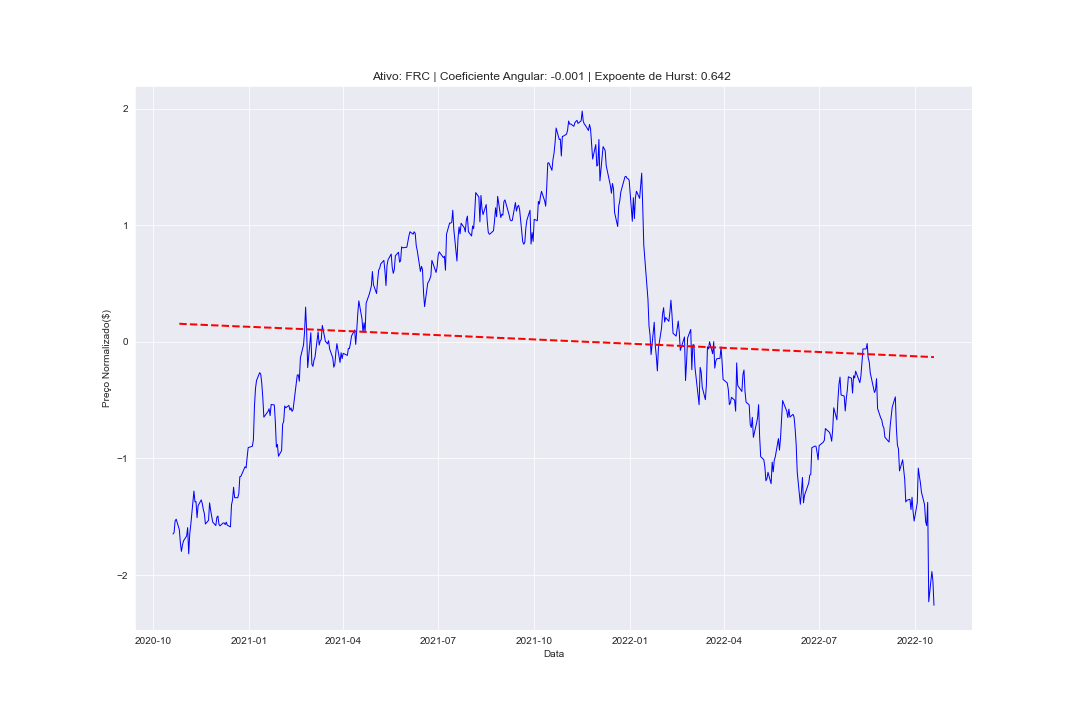 Ativo: FRC | Coeficiente Angular: -0.001 | Expoente de Hurst: 0.642
Preço Normalizado($)
2
1
0
−1
−2
2020-10 2021-01 2021-04 2021-07 2021-10 2022-01 2022-04 2022-07 2022-10
Data